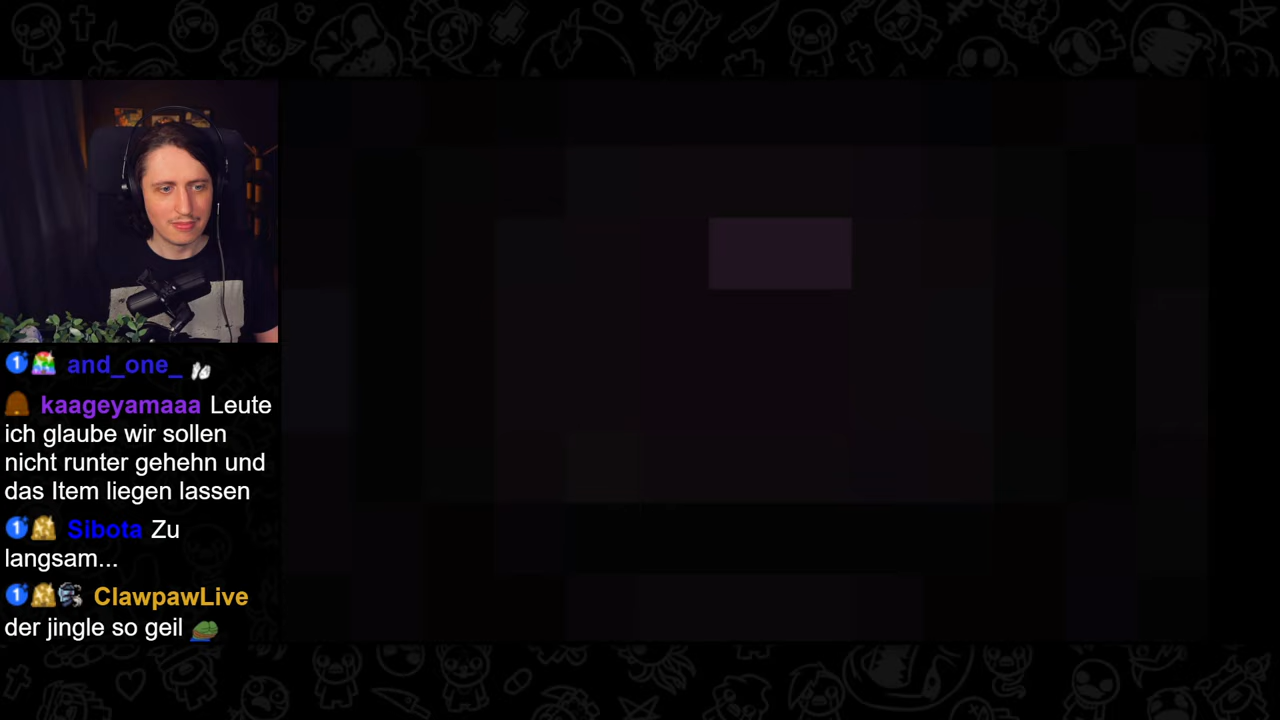 and_one_
kaageyamaaa Leute
ich glaube wir sollen
nicht runter gehehn und
das Item liegen lassen
Sibota Zu
langsam...
ClawpawLive
der jingle so geil